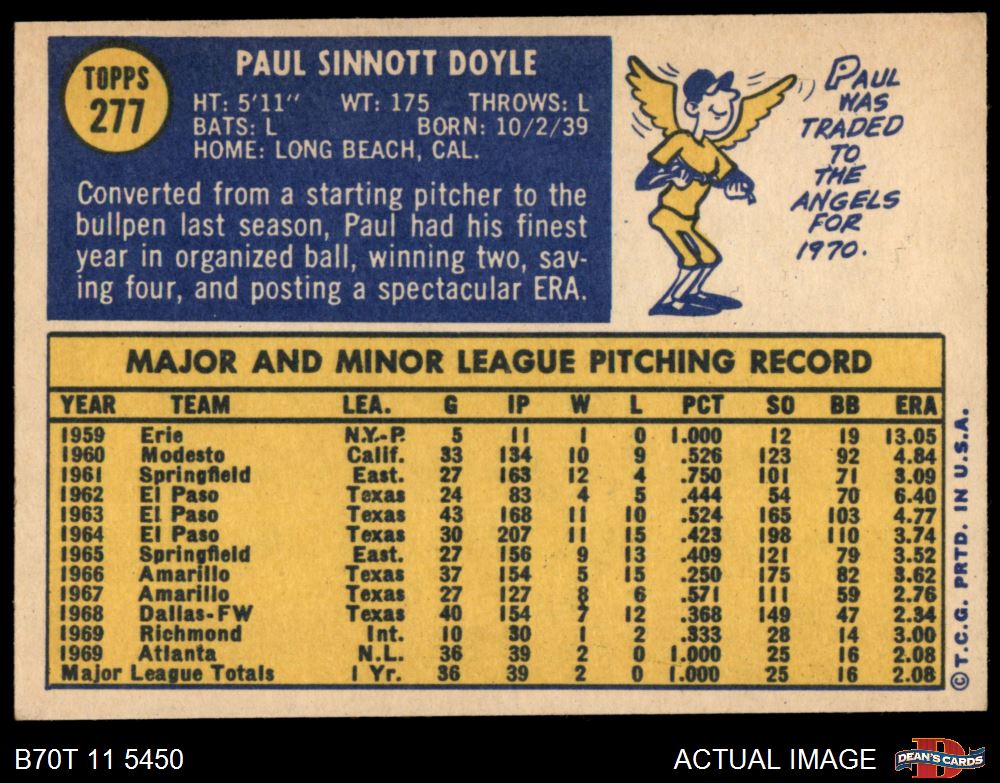 TOPPS
277
PAUL SINNOTT DOYLE
HT: 5'11" WT: 175 THROWS: L
BATS: L BORN: 10/2/39
HOME: LONG BEACH, CAL.
Converted from a starting pitcher to the
bullpen last season, Paul had his finest
year in organized ball, winning two, sav-
ing four, and posting a spectacular ERA.
PAUL
WAS
TRADED
TO
THE
ANGELS
FOR
1970.
MAJOR AND MINOR LEAGUE PITCHING RECORD
YEAR TEAM LEA. G IP W L PCT SO BB ERA
1959 Erie N.Y.-P. 5 11 1 0 1.000 12 19 13.05
1960 Modesto Calif. 33 134 10 9 .526 123 92 4.84
1961 Springfield East. 27 163 12 4 .750 101 71 3.09
1962 El Paso Texas 24 83 4 5 .444 54 70 6.40
1963 El Paso Texas 43 168 11 10 .524 165 103 4.77
1964 El Paso Texas 30 207 11 15 .423 198 110 3.74
1965 Springfield East. 27 156 9 13 .409 121 79 3.52
1966 Amarillo Texas 37 154 5 15 .250 175 82 3.62
1967 Amarillo Texas 27 127 8 6 .571 111 59 2.76
1968 Dallas-FW Texas 40 154 7 12 .368 149 47 2.34
1969 Richmond Int. 10 30 1 2 .333 28 14 3.00
1969 Atlanta N.L. 36 39 2 0 1.000 25 16 2.08
Major League Totals 1 Yr. 36 39 2 0 1.000 25 16 2.08
©T.C.G. PRTD. IN U.S.A.
B70T 11 5450
ACTUAL IMAGE
D
DEAN'S CARDS